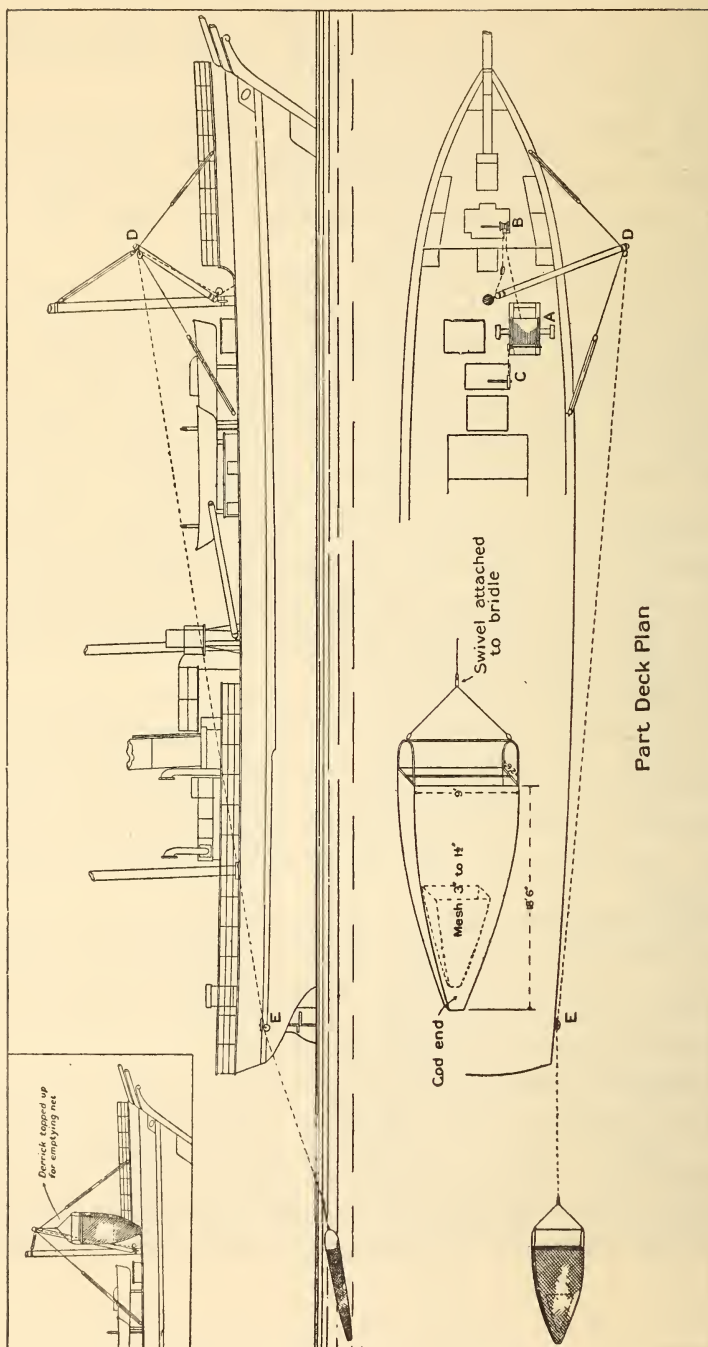 Derrick topped up
for emptying net
D
E
D
B
A
C
Swivel attached
to bridle
9'
Mesh 3" to 1½"
18'6"
Cod end
E
Part Deck Plan